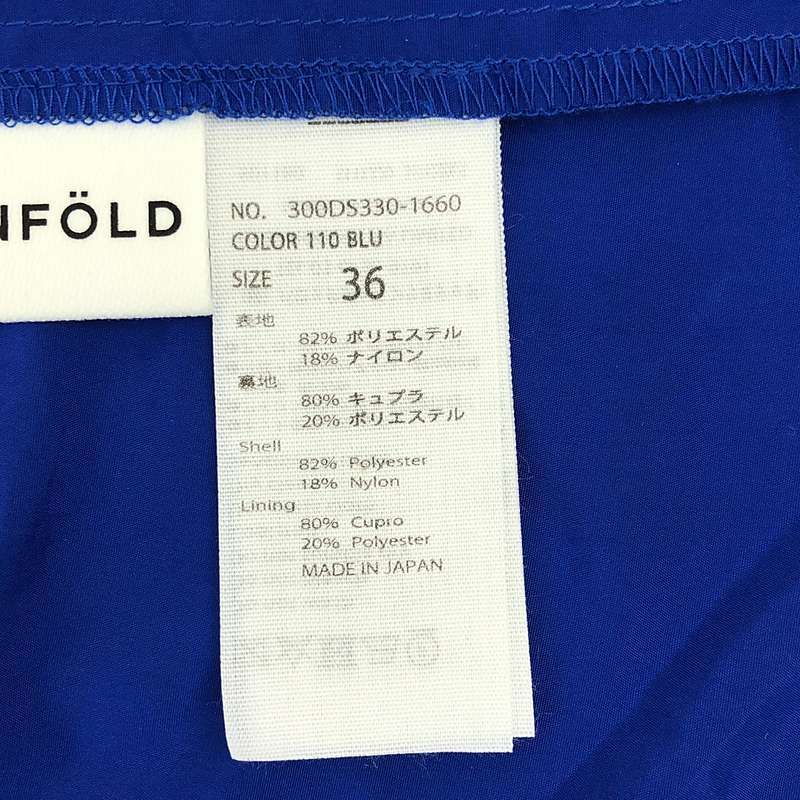 NFÖLD
NO. 300DS330-1660
COLOR 110 BLU
SIZE 36
表地
82% ポリエステル
18% ナイロン
裏地
80% キュプラ
20% ポリエステル
Shell
82% Polyester
18% Nylon
Lining
80% Cupro
20% Polyester
MADE IN JAPAN